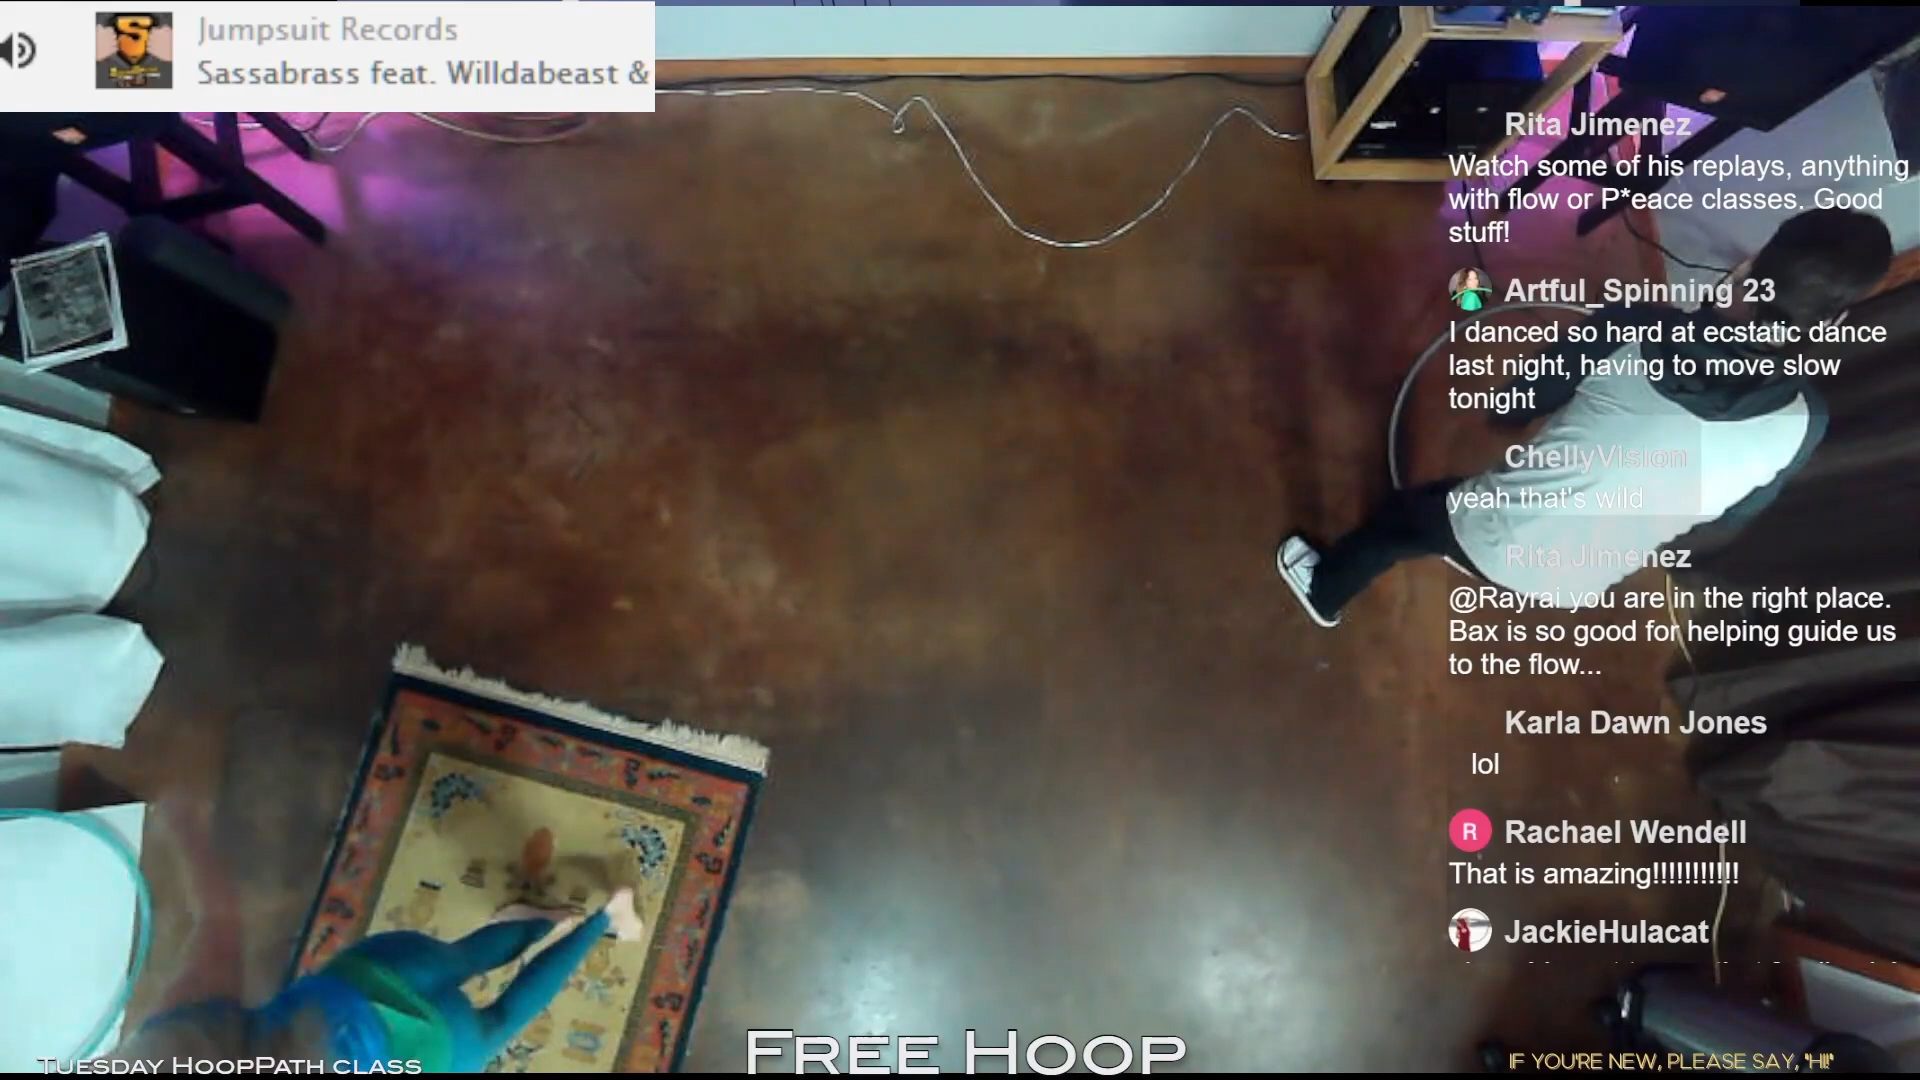 Jumpsuit Records
Sassabrass feat. Willdabeast &
Rita Jimenez
Watch some of his replays, anything
with flow or P*eace classes. Good
stuff!
Artful_Spinning 23
I danced so hard at ecstatic dance
last night, having to move slow
tonight
ChellyVision
yeah that's wild
Rita Jimenez
@Rayrai you are in the right place.
Bax is so good for helping guide us
to the flow...
Karla Dawn Jones
lol
R Rachael Wendell
That is amazing!!!!!!!!!!!
JackieHulacat
TUESDAY HOOPPATH CLASS
FREE HOOP
IF YOU'RE NEW, PLEASE SAY, "HI!"